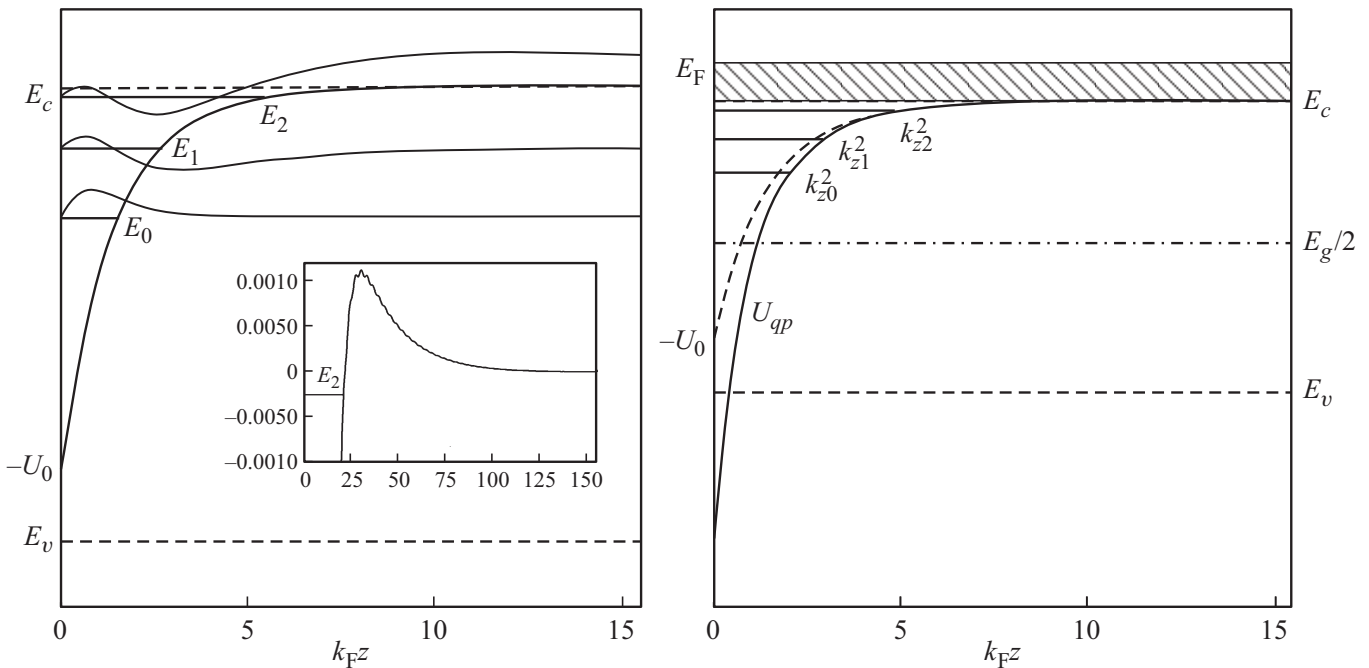 E_c
E_2
E_1
E_0
0.0010
0.0050
0
E_2
–0.0050
–0.0010
0 25 50 75 100 125 150
–U_0
E_v
0 5 10 15
k_F z
E_F
E_c
k_{z2}^2
k_{z1}^2
k_{z0}^2
E_g/2
U_{qp}
–U_0
E_v
0 5 10 15
k_F z